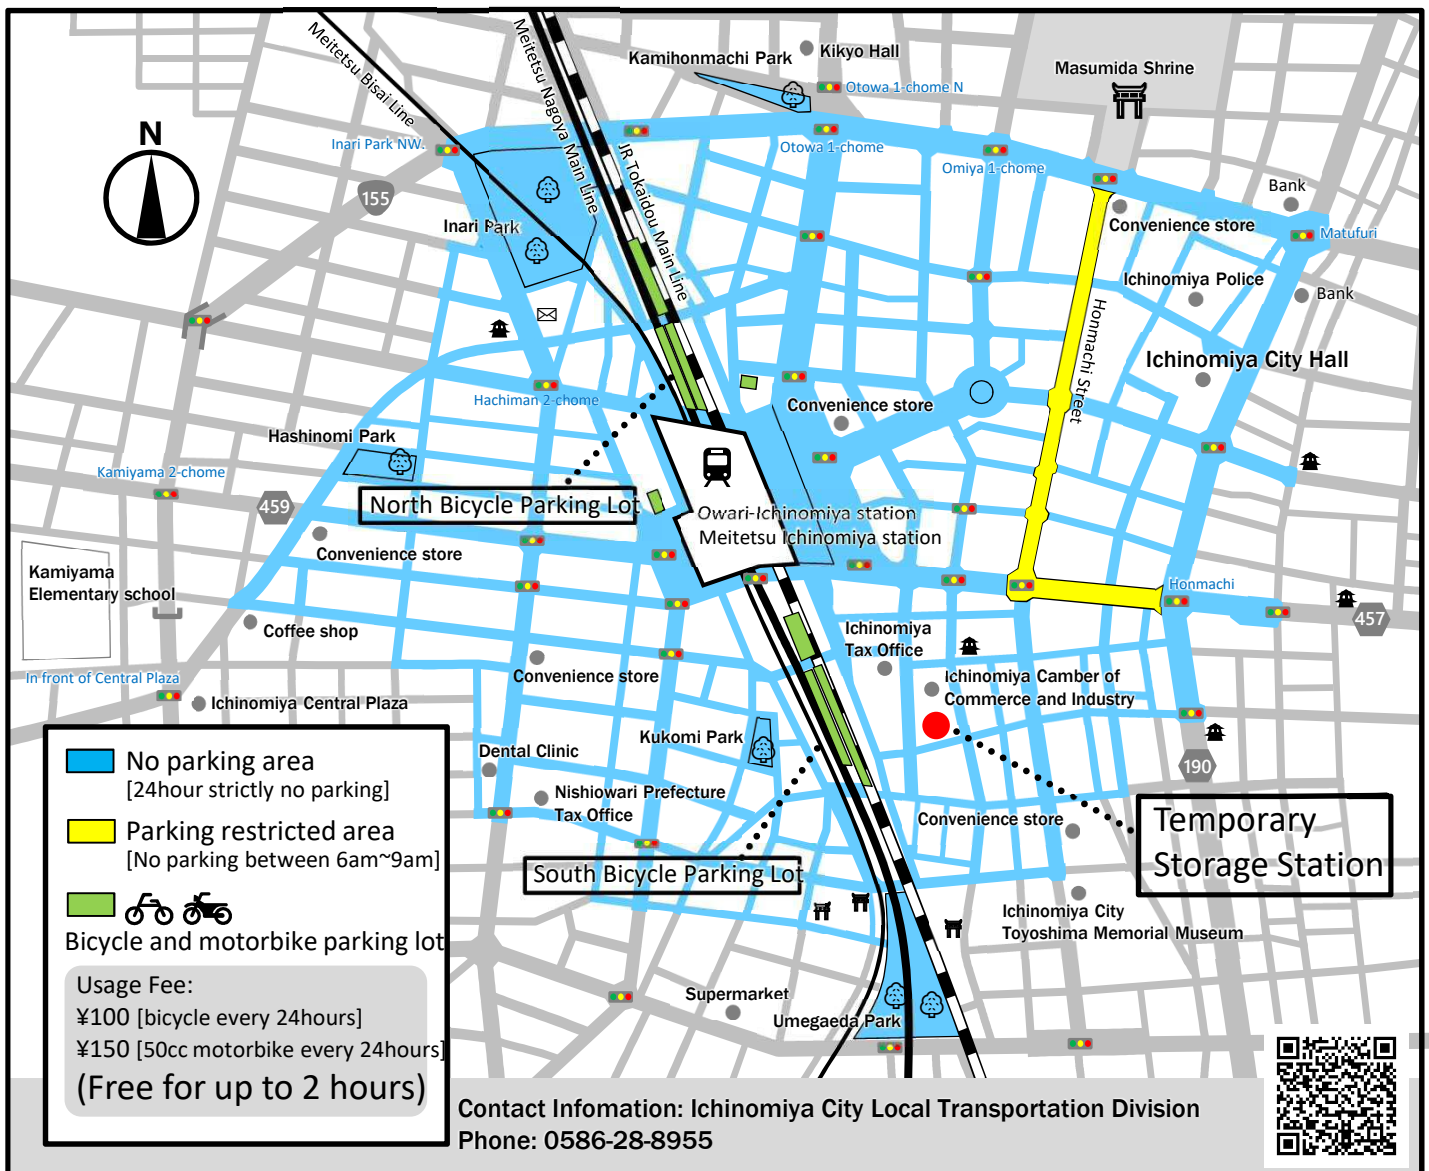 Meitetsu Bisai Line
Meitetsu Nagoya Main Line
JR Tokaidou Main Line
Kamihonmachi Park
Kikyo Hall
Otowa 1-chome N
Masumida Shrine
N
Inari Park NW.
Otowa 1-chome
Omiya 1-chome
155
Bank
Inari Park
Convenience store
Matufuri
Ichinomiya Police
Bank
Honmachi Street
Ichinomiya City Hall
Hachiman 2-chome
Convenience store
Hashinomi Park
Kamiyama 2-chome
459
North Bicycle Parking Lot
Owari-Ichinomiya station
Meitetsu Ichinomiya station
Convenience store
Kamiyama
Elementary school
Honmachi
457
Coffee shop
Ichinomiya
Tax Office
In front of Central Plaza
Convenience store
Ichinomiya Camber of
Commerce and Industry
Ichinomiya Central Plaza
Kukomi Park
Dental Clinic
190
Nishiowari Prefecture
Tax Office
Convenience store
Temporary
Storage Station
South Bicycle Parking Lot
Ichinomiya City
Toyoshima Memorial Museum
Supermarket
Umegaeda Park
No parking area
[24hour strictly no parking]
Parking restricted area
[No parking between 6am~9am]
Bicycle and motorbike parking lot
Usage Fee:
¥100 [bicycle every 24hours]
¥150 [50cc motorbike every 24hours]
(Free for up to 2 hours)
Contact Infomation: Ichinomiya City Local Transportation Division
Phone: 0586-28-8955